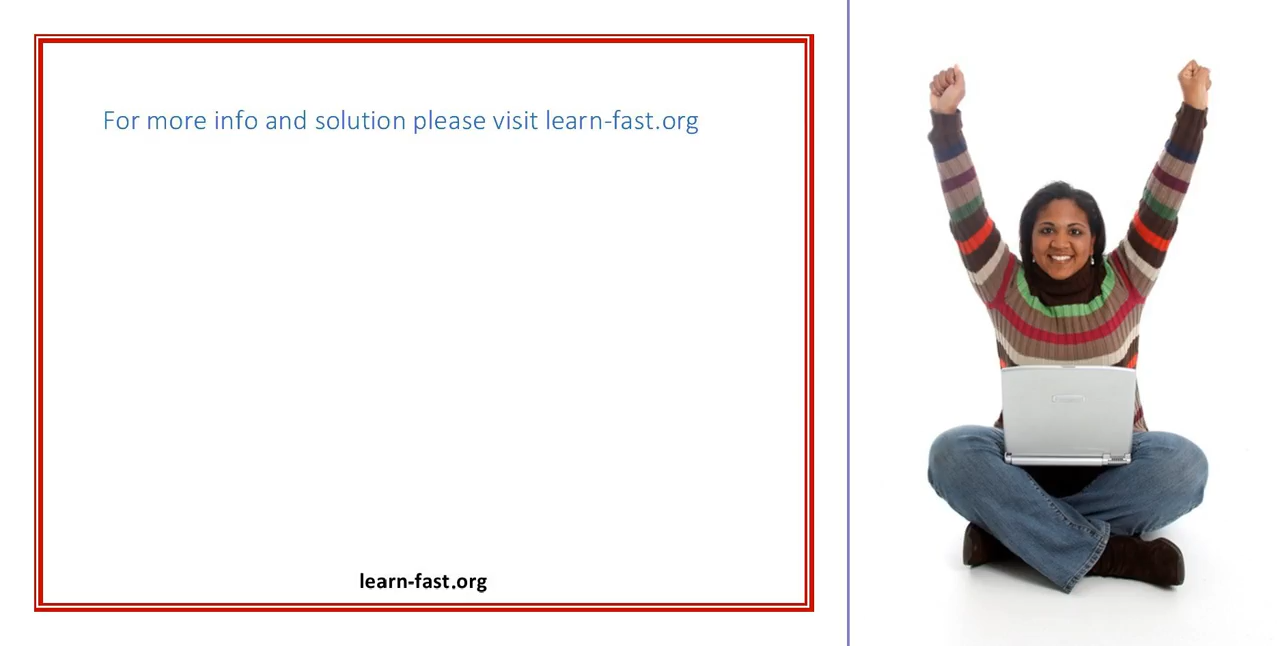 For more info and solution please visit learn-fast.org
learn-fast.org